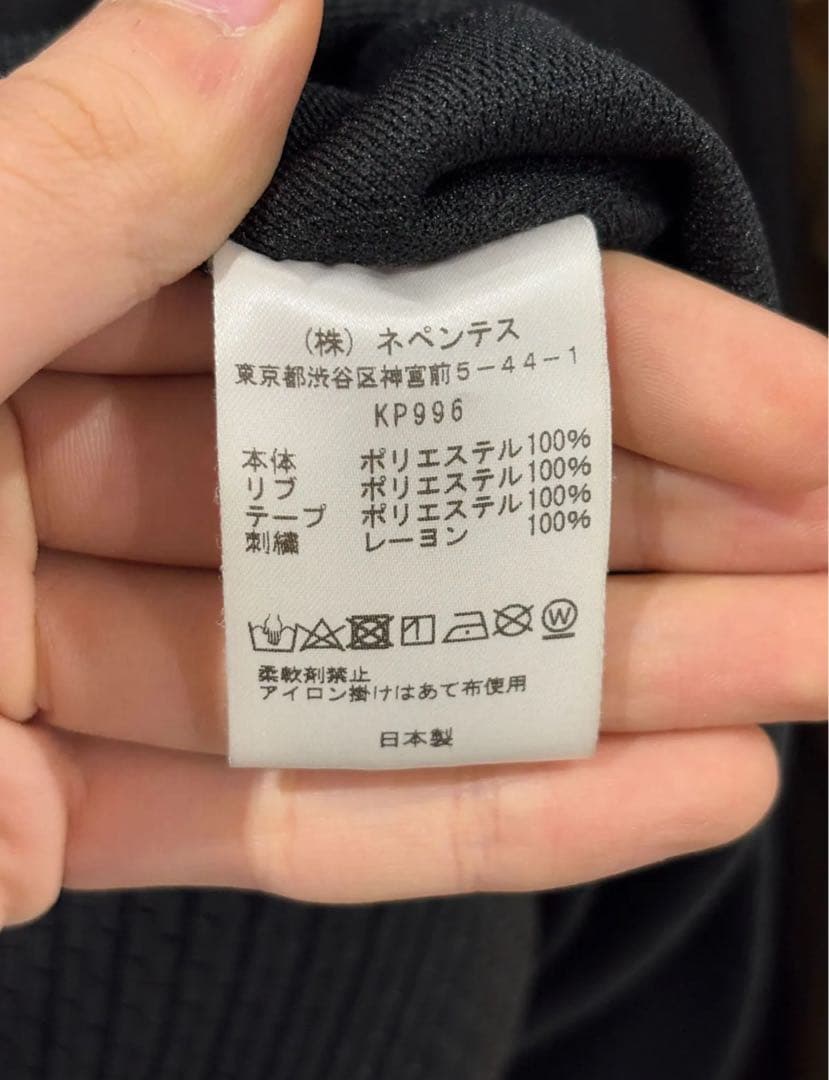 (株) ネペンテス
東京都渋谷区神宮前5-44-1
KP996
本体 ポリエステル100%
リブ ポリエステル100%
テープ ポリエステル100%
刺繍 レーヨン 100%
W
柔軟剤禁止
アイロン掛けはあて布使用
日本製